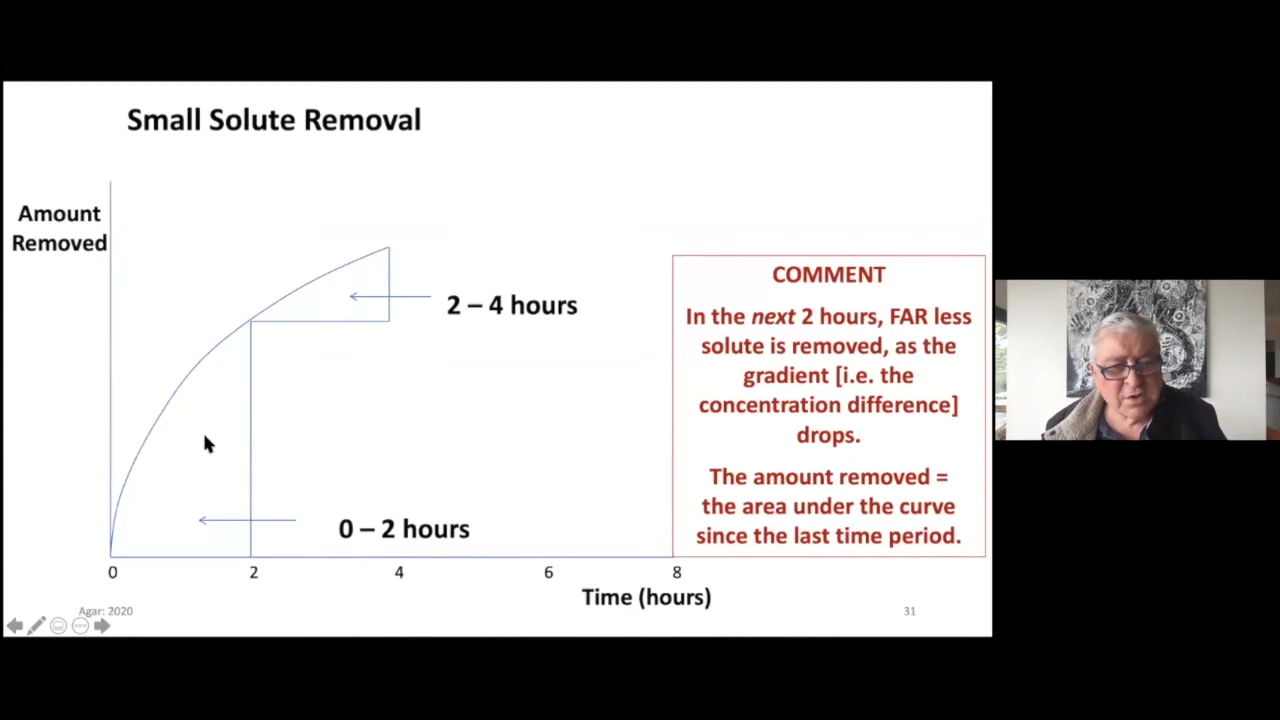 Small Solute Removal
Amount
Removed
2 – 4 hours
0 – 2 hours
COMMENT
In the next 2 hours, FAR less
solute is removed, as the
gradient [i.e. the
concentration difference]
drops.
The amount removed =
the area under the curve
since the last time period.
0 2 4 6 8
Time (hours)
Agar: 2020
31